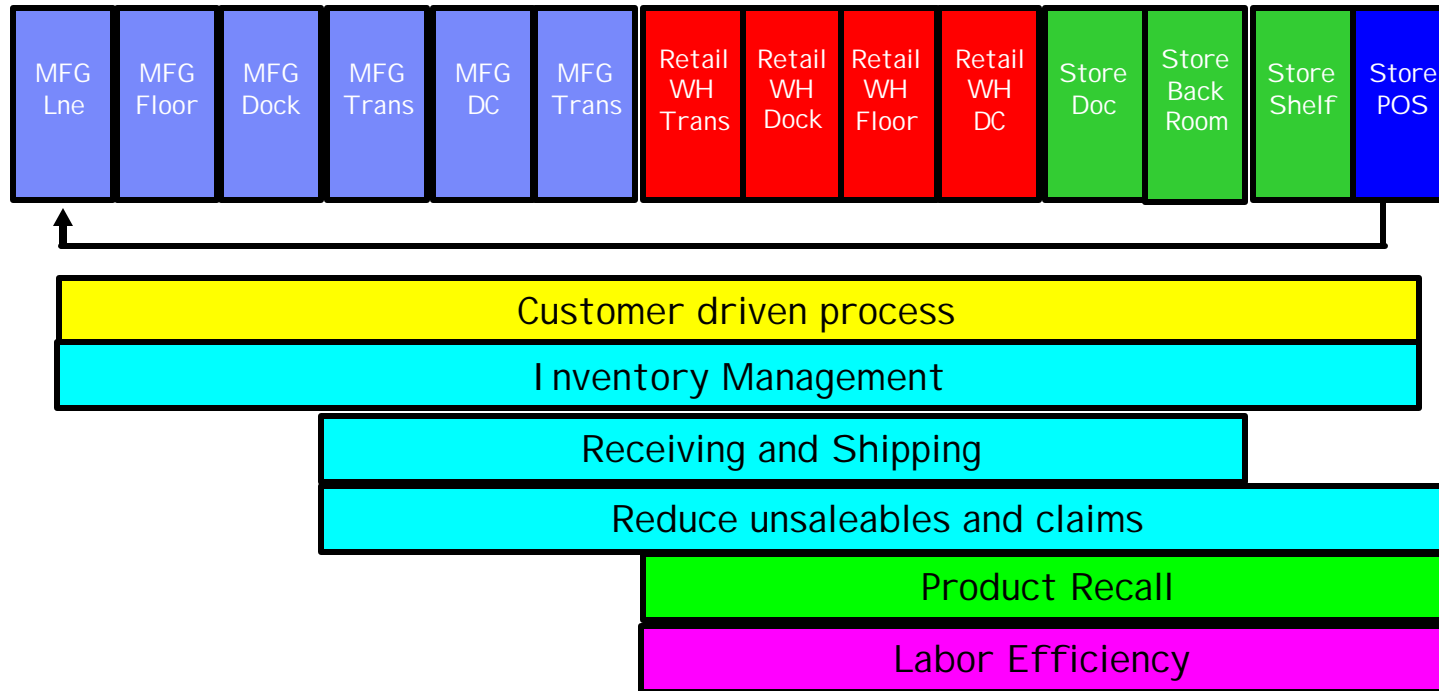 MFG
Lne
MFG
Floor
MFG
Dock
MFG
Trans
MFG
DC
MFG
Trans
Retail
WH
Trans
Retail
WH
Dock
Retail
WH
Floor
Retail
WH
DC
Store
Doc
Store
Back
Room
Store
Shelf
Store
POS
Customer driven process
Inventory Management
Receiving and Shipping
Reduce unsaleables and claims
Product Recall
Labor Efficiency